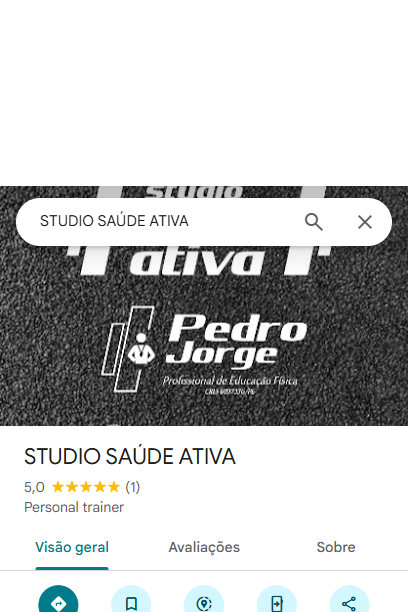 studio
STUDIO SAÚDE ATIVA
ativa
Pedro
Jorge
Profissional de Educação Física
STUDIO SAÚDE ATIVA
5,0 (1)
Personal trainer
Visão geral Avaliações Sobre